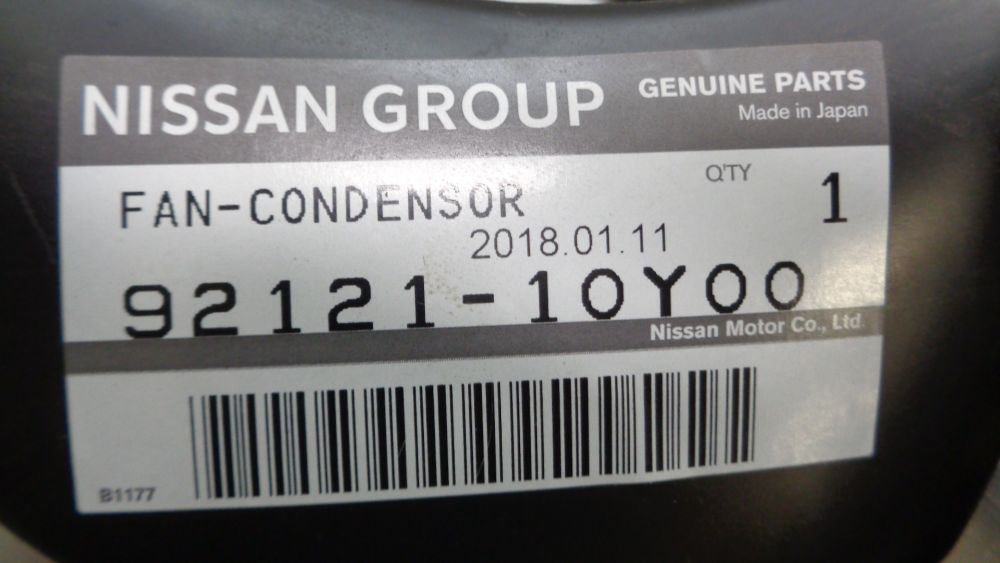 NISSAN GROUP
GENUINE PARTS
Made in Japan
FAN-CONDENSOR
Q'TY
1
2018.01.11
92121-10Y00
Nissan Motor Co., Ltd.
B1177